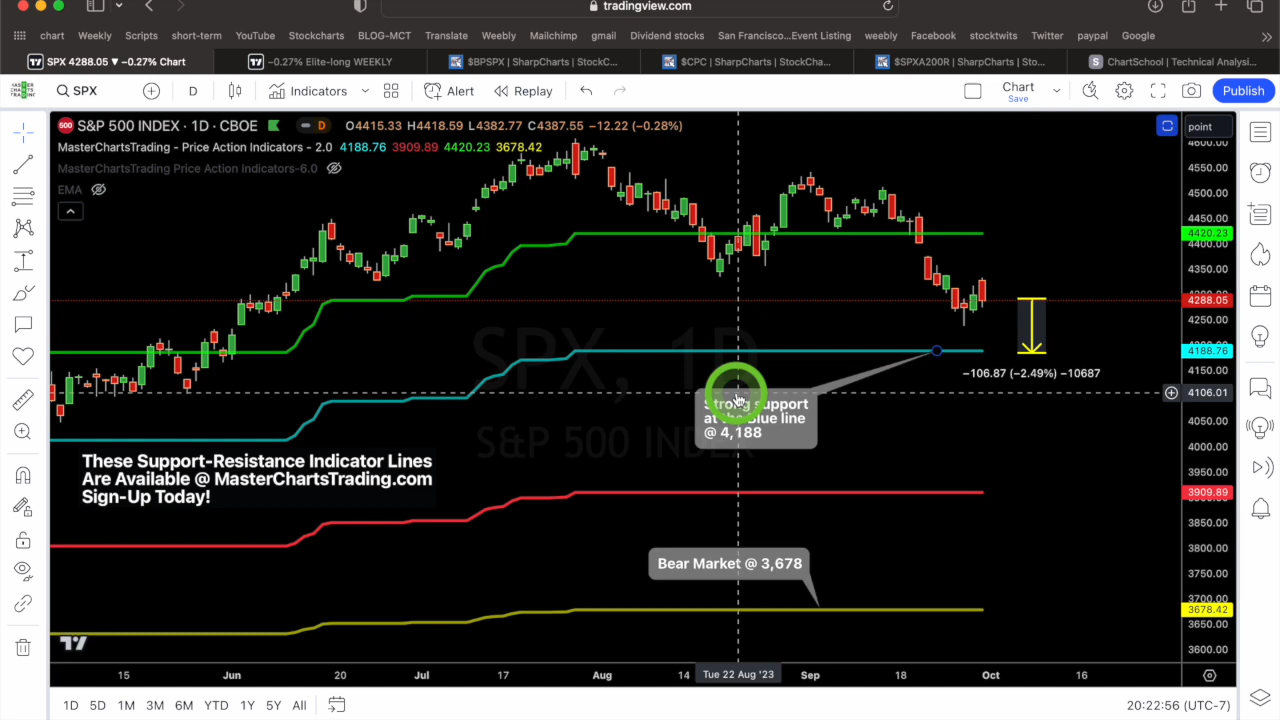 tradingview.com
chart Weekly Scripts short-term YouTube Stockcharts BLOG-MCT Translate Weebly Mailchimp gmail Dividend stocks San Francisco...Event Listing weebly Facebook stocktwits Twitter paypal Google
SPX 4288.05 ▼ −0.27% Chart
−0.27% Elite-long WEEKLY
$BPSPX | SharpCharts | StockC...
$CPC | SharpCharts | StockCha...
$SPXA200R | SharpCharts | Sto...
ChartSchool | Technical Analysi...
SPX D Indicators Alert Replay Chart Publish
Save
S&P 500 INDEX · 1D · CBOE D O4415.33 H4418.59 L4382.77 C4387.55 −12.22 (−0.28%)
point
MasterChartsTrading - Price Action Indicators - 2.0 4188.76 3909.89 4420.23 3678.42
MasterChartsTrading Price Action Indicators-6.0
EMA
4600.00
4550.00
4500.00
4450.00
4420.23
4400.00
4350.00
4288.05
4250.00
4188.76
4150.00
4106.01
4050.00
4000.00
3950.00
3909.89
3850.00
3800.00
3750.00
3700.00
3678.42
3650.00
3600.00
SPX, 1D
S&P 500 INDEX
−106.87 (−2.49%) −10687
Strong support
at the Blue line
@ 4,188
These Support-Resistance Indicator Lines
Are Available @ MasterChartsTrading.com
Sign-Up Today!
Bear Market @ 3,678
15 Jun 20 Jul 17 Aug 14 Tue 22 Aug '23 Sep 18 Oct 16
1D 5D 1M 3M 6M YTD 1Y 5Y All
20:22:56 (UTC-7)